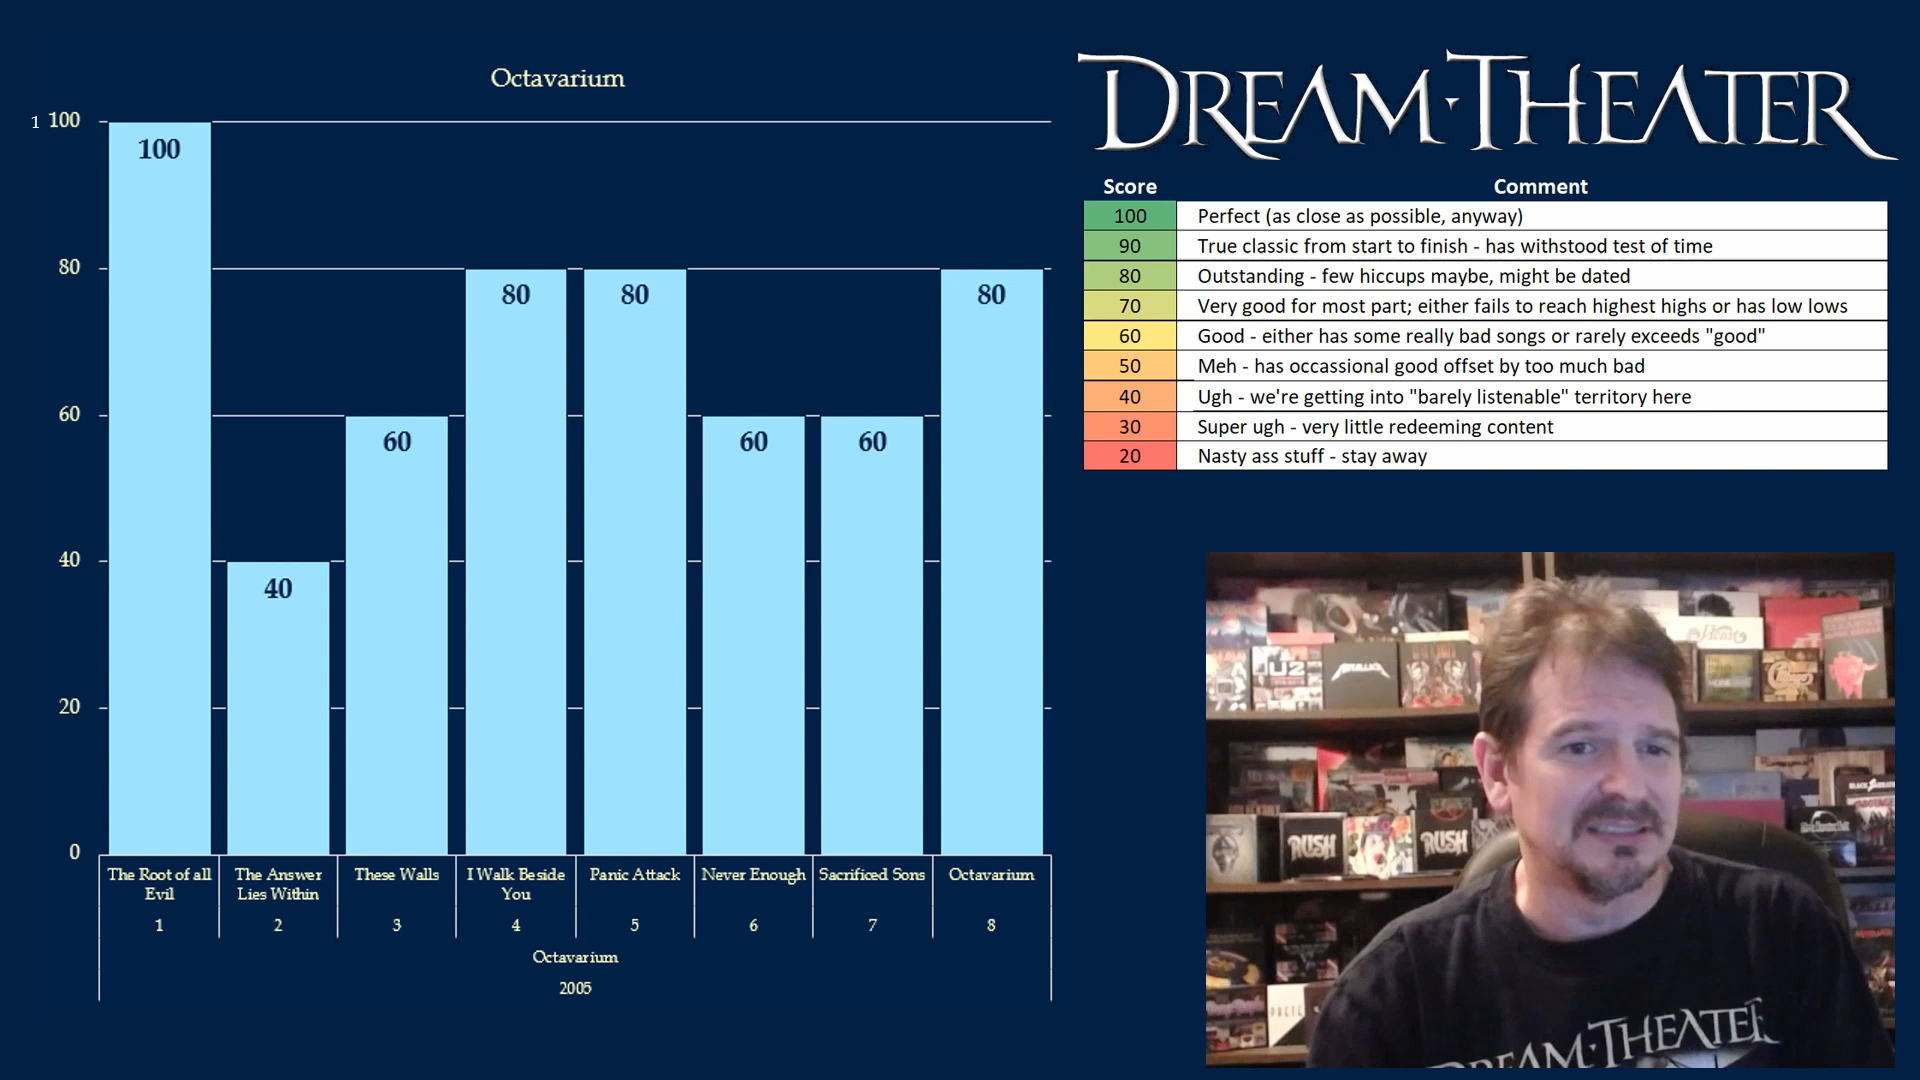 Octavarium
1 100
100
80
80
80
80
60
60
60
60
40
40
20
0
The Root of all Evil
The Answer Lies Within
These Walls
I Walk Beside You
Panic Attack
Never Enough
Sacrificed Sons
Octavarium
1 2 3 4 5 6 7 8
Octavarium
2005
DREAM THEATER
Score Comment
100 Perfect (as close as possible, anyway)
90 True classic from start to finish - has withstood test of time
80 Outstanding - few hiccups maybe, might be dated
70 Very good for most part; either fails to reach highest highs or has low lows
60 Good - either has some really bad songs or rarely exceeds "good"
50 Meh - has occassional good offset by too much bad
40 Ugh - we're getting into "barely listenable" territory here
30 Super ugh - very little redeeming content
20 Nasty ass stuff - stay away
Heart
U2
METALLICA
Chicago
BLACK SABBATH
RUSH
RUSH
DREAM THEATER